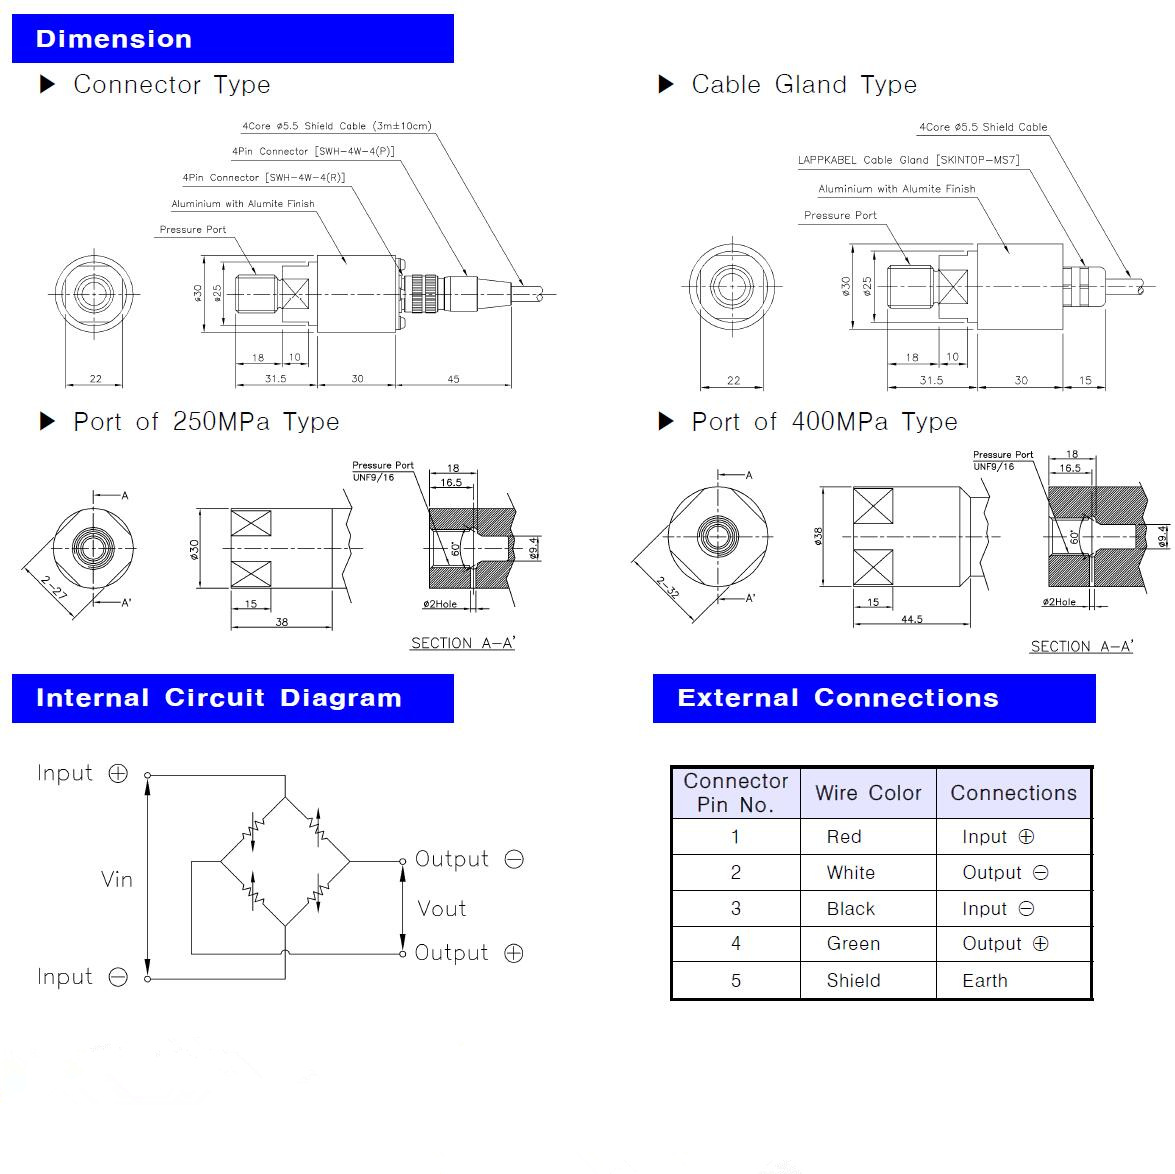 Dimension
▶ Connector Type
4Core Ø5.5 Shield Cable (3m±10cm)
4Pin Connector [SWH-4W-4(P)]
4Pin Connector [SWH-4W-4(R)]
Aluminium with Alumite Finish
Pressure Port
ø30
ø25
22
18
10
31.5
30
45
▶ Cable Gland Type
4Core Ø5.5 Shield Cable
LAPPKABEL Cable Gland [SKINTOP-MS7]
Aluminium with Alumite Finish
Pressure Port
ø30
ø25
22
18
10
31.5
30
15
▶ Port of 250MPa Type
A
A'
2-27
ø30
15
38
Pressure Port
UNF9/16
18
16.5
60°
ø9.4
ø2Hole
SECTION A-A'
▶ Port of 400MPa Type
A
A'
2-32
ø38
15
44.5
Pressure Port
UNF9/16
18
16.5
60°
ø9.4
ø2Hole
SECTION A-A'
Internal Circuit Diagram
Input ⊕
Vin
Input ⊖
Output ⊖
Vout
Output ⊕
External Connections
Connector Pin No. Wire Color Connections
1 Red Input ⊕
2 White Output ⊖
3 Black Input ⊖
4 Green Output ⊕
5 Shield Earth